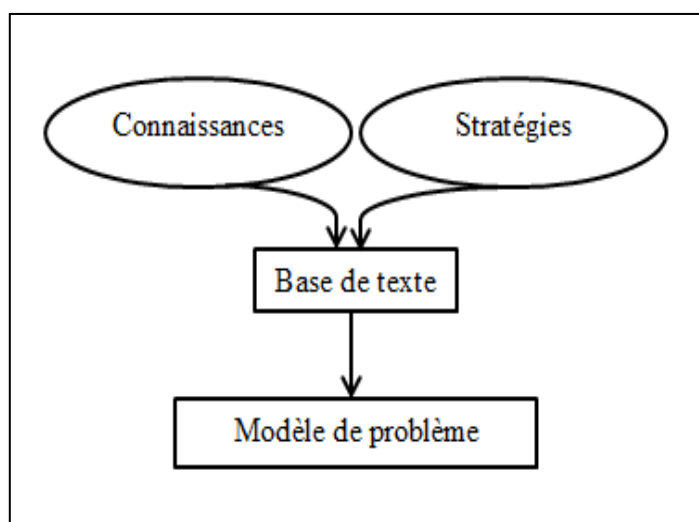 Connaissances
Stratégies
Base de texte
Modèle de problème